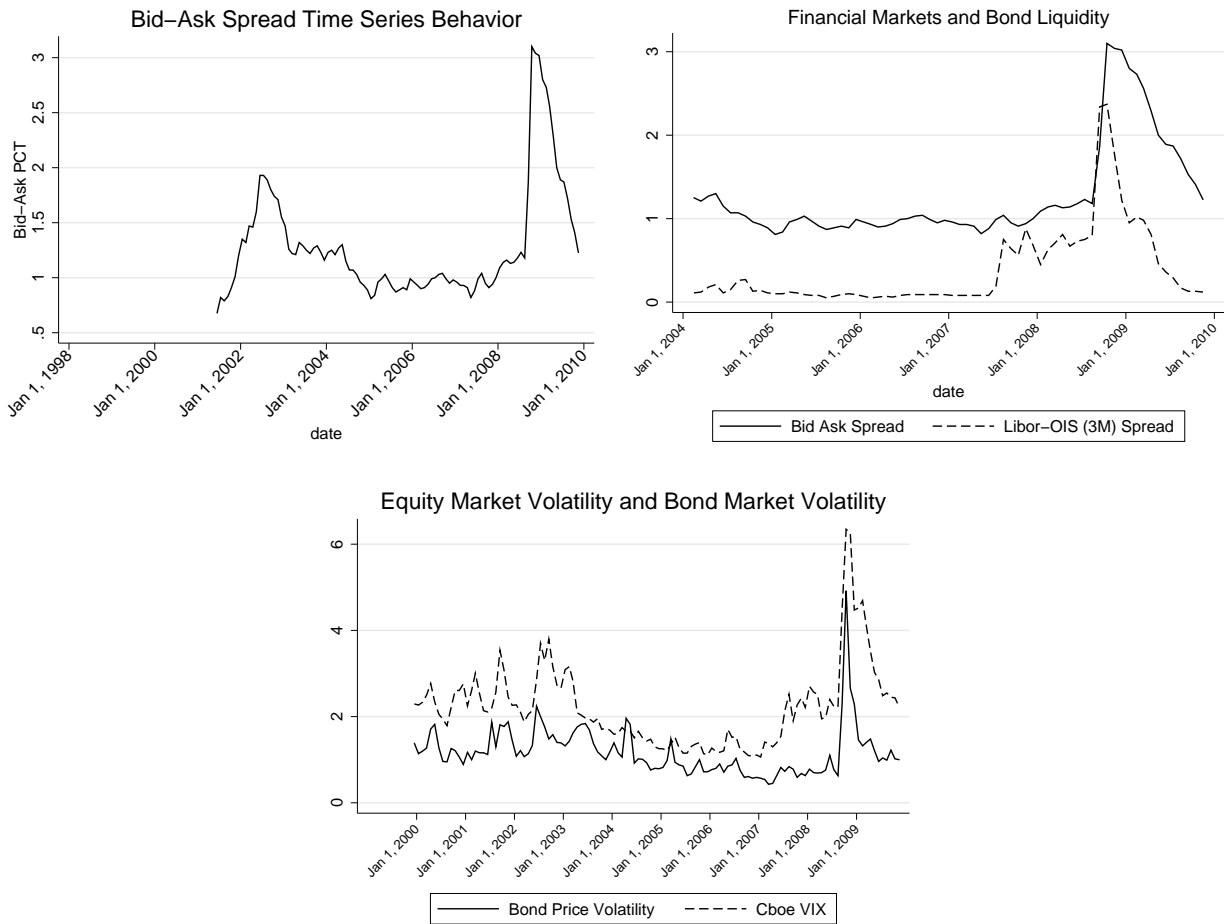 Bid−Ask Spread Time Series Behavior
Bid−Ask PCT
3
2.5
2
1.5
1
.5
Jan 1, 1998
Jan 1, 2000
Jan 1, 2002
Jan 1, 2004
Jan 1, 2006
Jan 1, 2008
Jan 1, 2010
date
Financial Markets and Bond Liquidity
3
2
1
0
Jan 1, 2004
Jan 1, 2005
Jan 1, 2006
Jan 1, 2007
Jan 1, 2008
Jan 1, 2009
Jan 1, 2010
date
Bid Ask Spread
Libor−OIS (3M) Spread
Equity Market Volatility and Bond Market Volatility
6
4
2
0
Jan 1, 2000
Jan 1, 2001
Jan 1, 2002
Jan 1, 2003
Jan 1, 2004
Jan 1, 2005
Jan 1, 2006
Jan 1, 2007
Jan 1, 2008
Jan 1, 2009
Bond Price Volatility
Cboe VIX